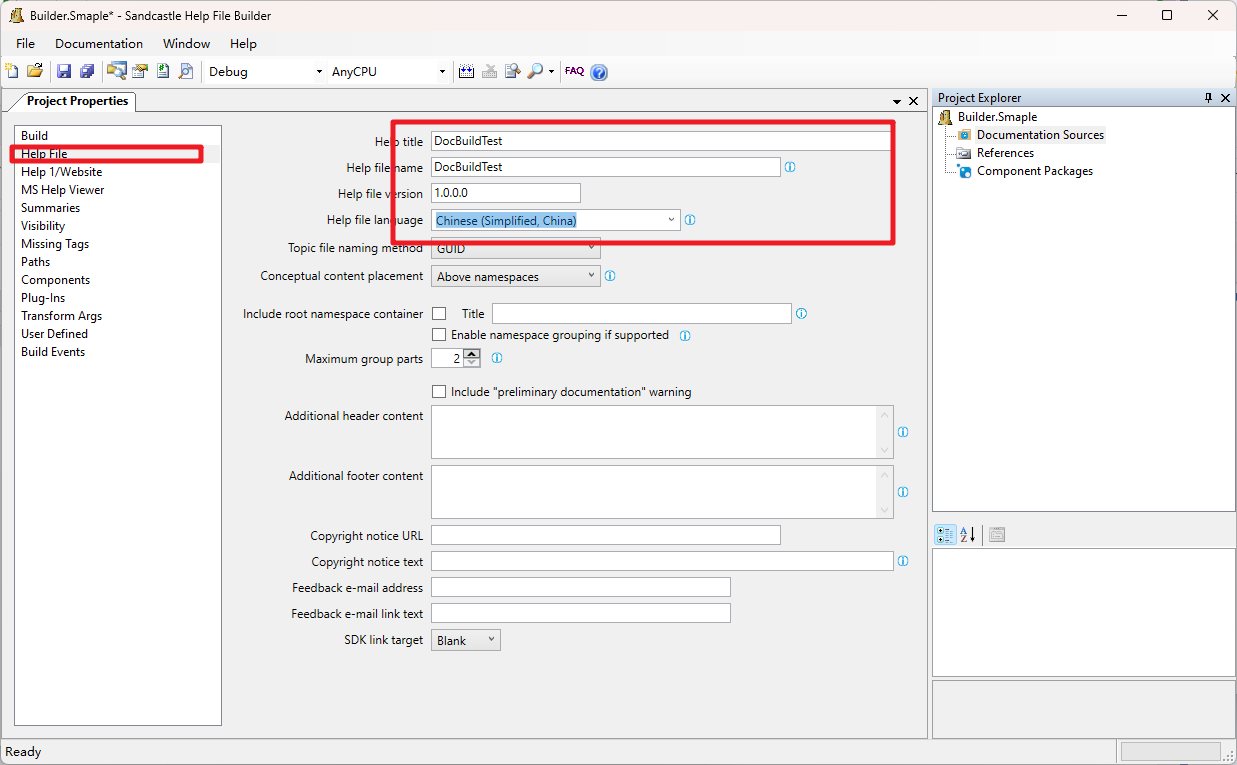 Builder.Smaple* - Sandcastle Help File Builder
File Documentation Window Help
Debug AnyCPU FAQ
Project Properties
Build
Help File
Help 1/Website
MS Help Viewer
Summaries
Visibility
Missing Tags
Paths
Components
Plug-Ins
Transform Args
User Defined
Build Events
Help title DocBuildTest
Help file name DocBuildTest
Help file version 1.0.0.0
Help file language Chinese (Simplified, China)
Topic file naming method GUID
Conceptual content placement Above namespaces
Include root namespace container Title
Enable namespace grouping if supported
Maximum group parts 2
Include "preliminary documentation" warning
Additional header content
Additional footer content
Copyright notice URL
Copyright notice text
Feedback e-mail address
Feedback e-mail link text
SDK link target Blank
Project Explorer
Builder.Smaple
Documentation Sources
References
Component Packages
Ready